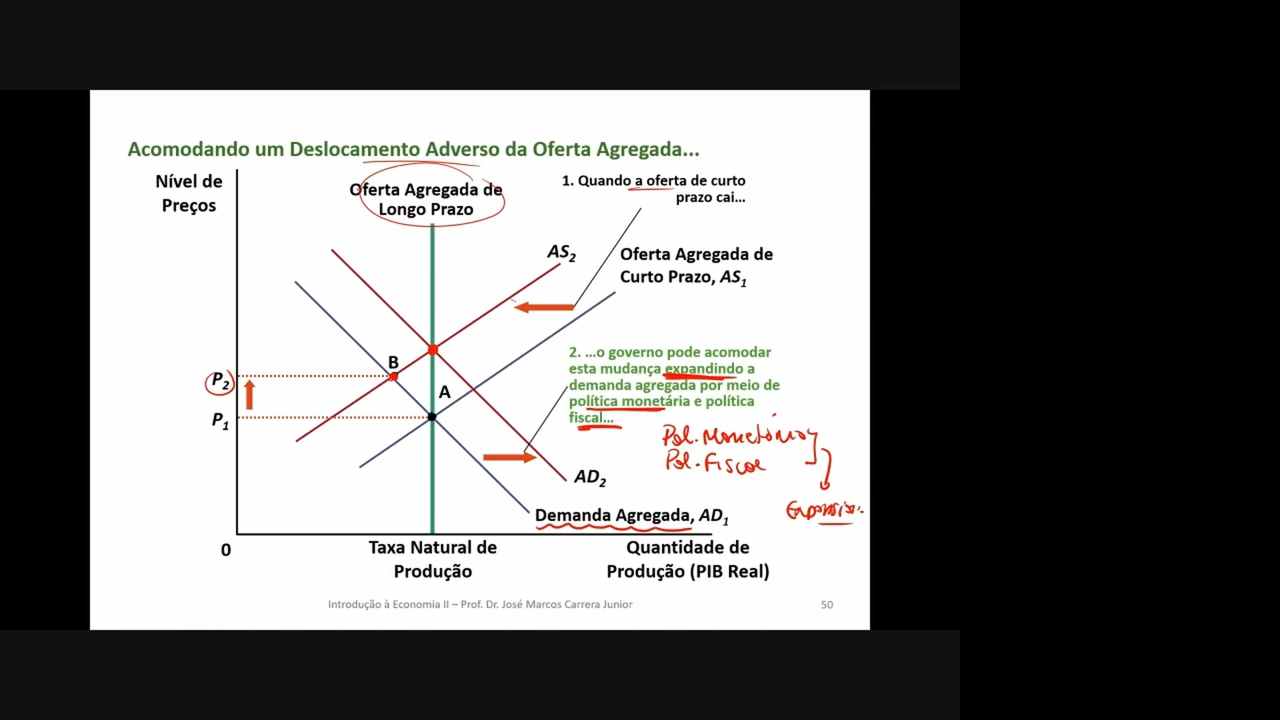 Acomodando um Deslocamento Adverso da Oferta Agregada...
Nível de
Preços
Oferta Agregada de
Longo Prazo
1. Quando a oferta de curto
prazo cai...
AS2
Oferta Agregada de
Curto Prazo, AS1
2. ...o governo pode acomodar
esta mudança expandindo a
demanda agregada por meio de
política monetária e política
fiscal...
B
P2
A
P1
Pol. Monetária
Pol. Fiscal
AD2
Demanda Agregada, AD1
0
Taxa Natural de
Produção
Quantidade de
Produção (PIB Real)
Introdução à Economia II – Prof. Dr. José Marcos Carrera Junior
50